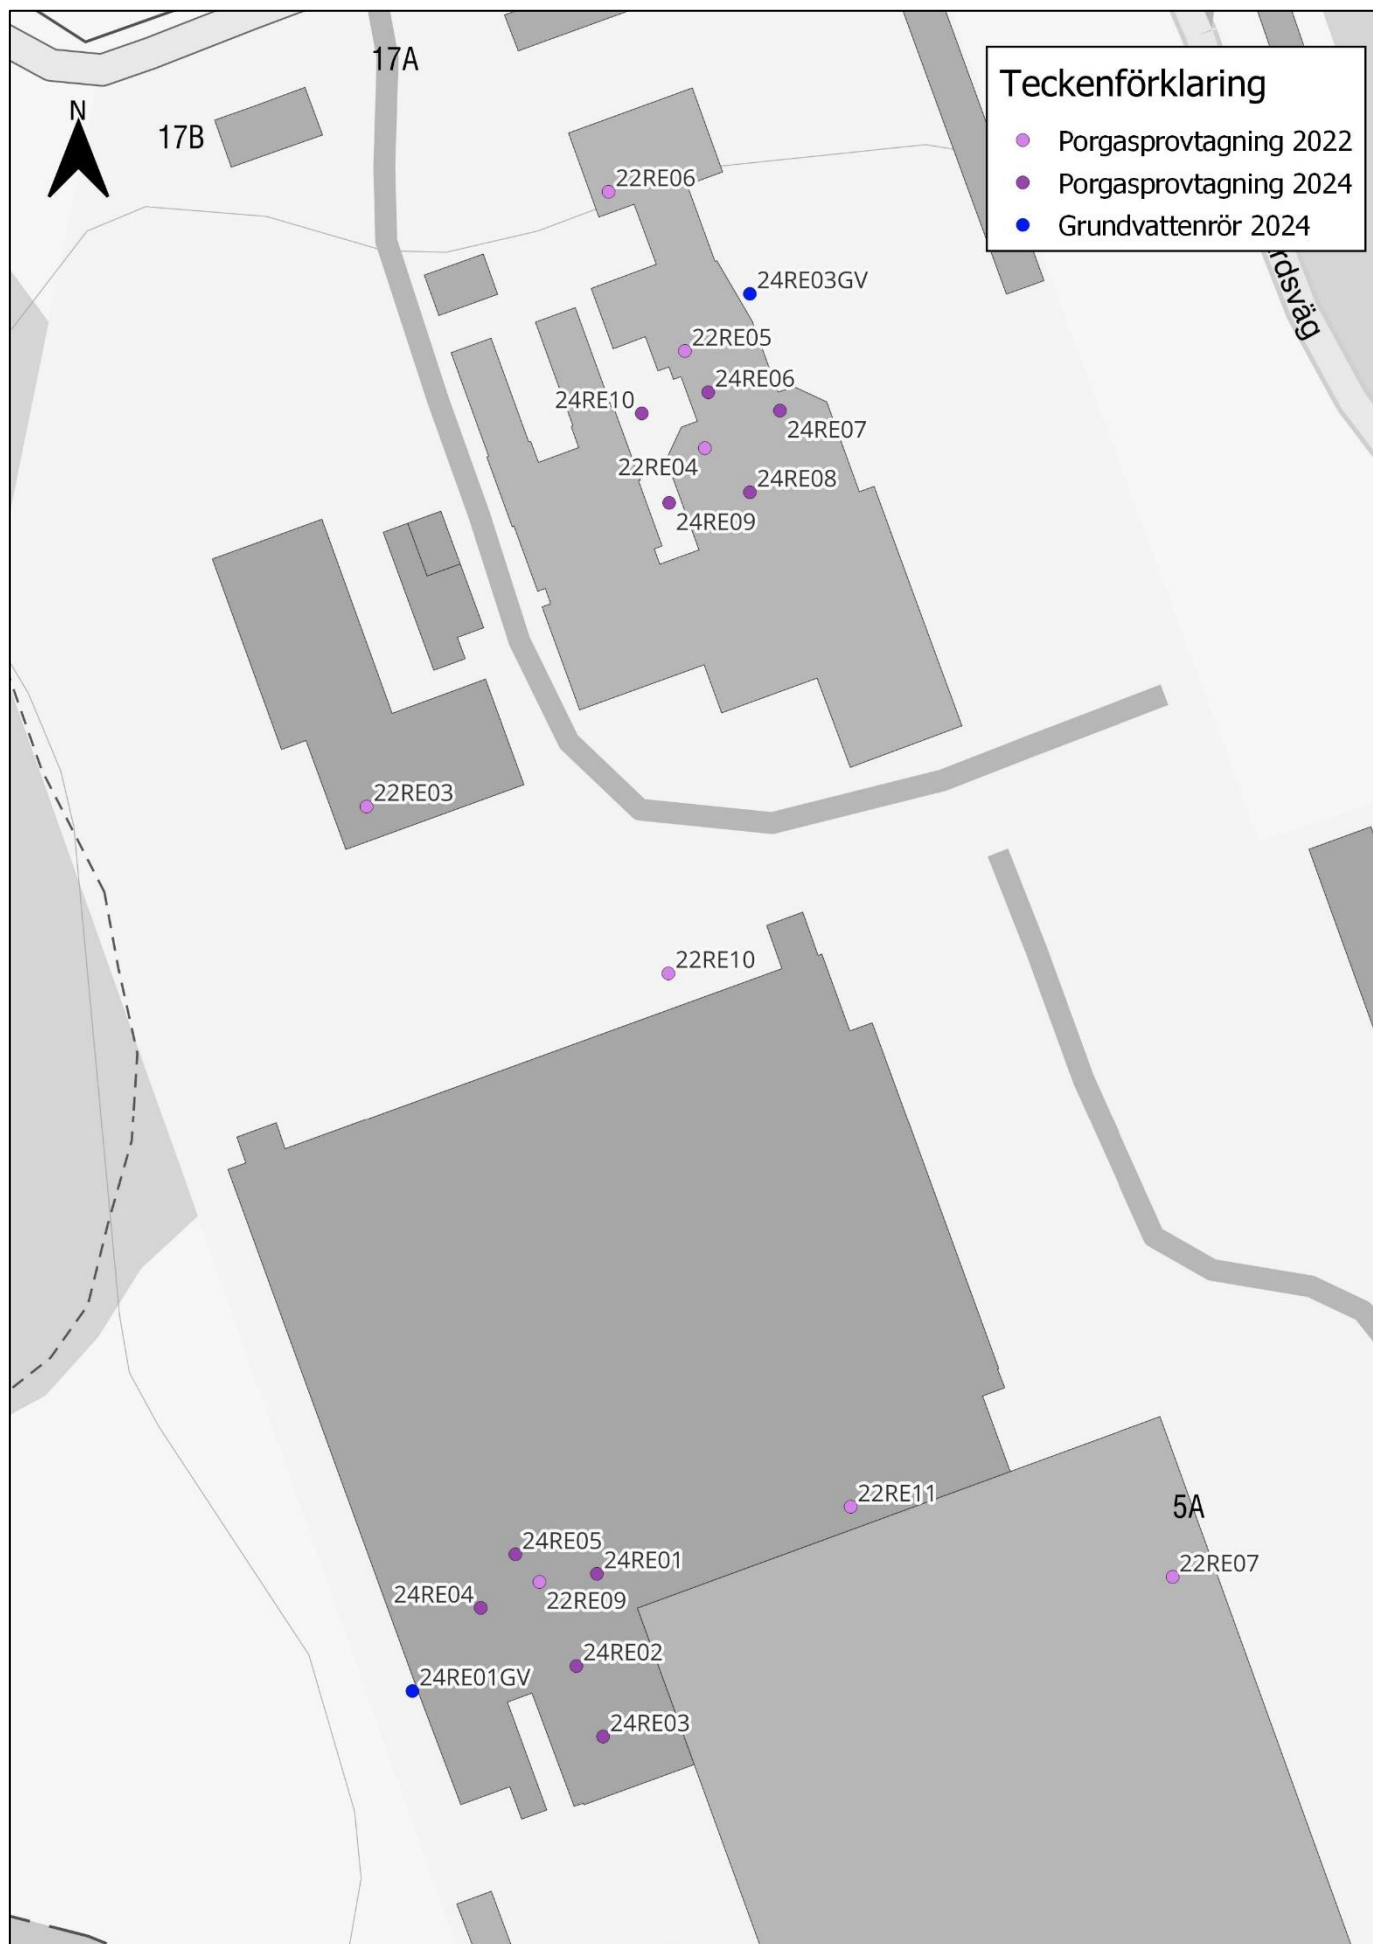 17A
Teckenförklaring
N
17B
Porgasprovtagning 2022
22RE06
Porgasprovtagning 2024
Grundvattenrör 2024
24RE03GV
rdsväg
22RE05
24RE06
24RE10
24RE07
22RE04
24RE08
24RE09
22RE03
22RE10
22RE11
5A
24RE05
24RE01
22RE07
24RE04
22RE09
24RE02
24RE01GV
24RE03